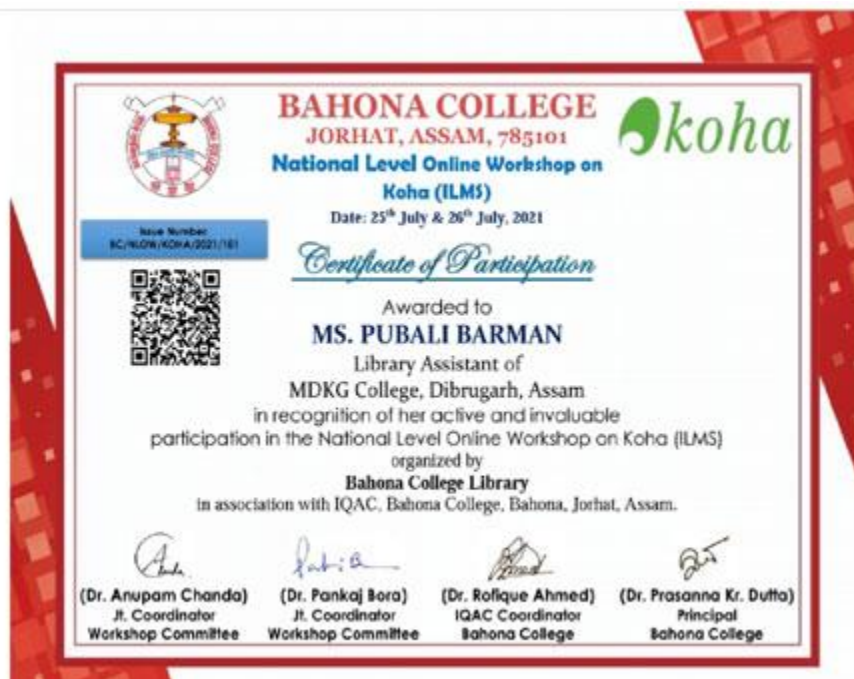 BAHONA COLLEGE
JORHAT, ASSAM, 785101
koha
National Level Online Workshop on
Koha (ILMS)
Date: 25th July & 26th July, 2021
Issue Number
BC/NLOW/KOHA/2021/181
Certificate of Participation
Awarded to
MS. PUBALI BARMAN
Library Assistant of
MDKG College, Dibrugarh, Assam
in recognition of her active and invaluable
participation in the National Level Online Workshop on Koha (ILMS)
organized by
Bahona College Library
in association with IQAC, Bahona College, Bahona, Jorhat, Assam.
(Dr. Anupam Chanda) (Dr. Pankaj Bora) (Dr. Rofique Ahmed) (Dr. Prasanna Kr. Dutta)
Jt. Coordinator Jt. Coordinator IQAC Coordinator Principal
Workshop Committee Workshop Committee Bahona College Bahona College